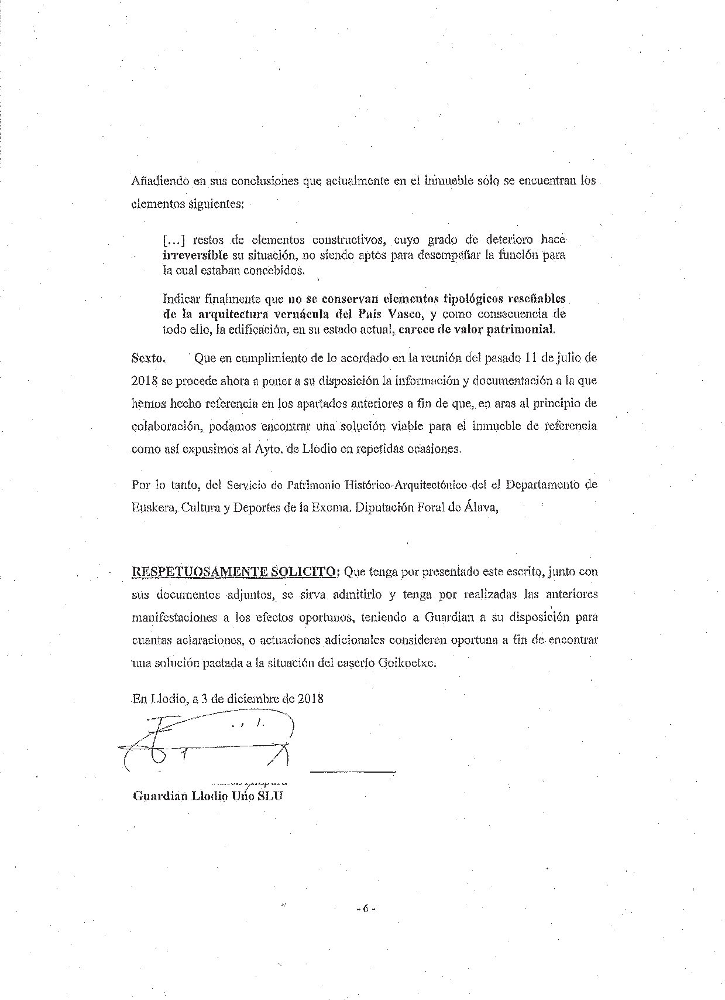 Añadiendo en sus conclusiones que actualmente en el inmueble sólo se encuentran los
elementos siguientes:
[...] restos de elementos constructivos, cuyo grado de deterioro hace
irreversible su situación, no siendo aptos para desempeñar la función para
la cual estaban concebidos.
Indicar finalmente que no se conservan elementos tipológicos reseñables
de la arquitectura vernácula del País Vasco, y como consecuencia de
todo ello, la edificación, en su estado actual, carece de valor patrimonial.
Sexto. Que en cumplimiento de lo acordado en la reunión del pasado 11 de julio de
2018 se procede ahora a poner a su disposición la información y documentación a la que
hemos hecho referencia en los apartados anteriores a fin de que, en aras al principio de
colaboración, podamos encontrar una solución viable para el inmueble de referencia
como así expusimos al Ayto. de Llodio en repetidas ocasiones.
Por lo tanto, del Servicio de Patrimonio Histórico-Arquitectónico del el Departamento de
Euskera, Cultura y Deportes de la Excma. Diputación Foral de Álava,
RESPETUOSAMENTE SOLICITO: Que tenga por presentado este escrito, junto con
sus documentos adjuntos, se sirva admitirlo y tenga por realizadas las anteriores
manifestaciones a los efectos oportunos, teniendo a Guardian a su disposición para
cuantas aclaraciones, o actuaciones adicionales consideren oportuna a fin de encontrar
una solución pactada a la situación del caserío Goikoetxe.
En Llodio, a 3 de diciembre de 2018
Guardian Llodio Uno SLU
- 6 -